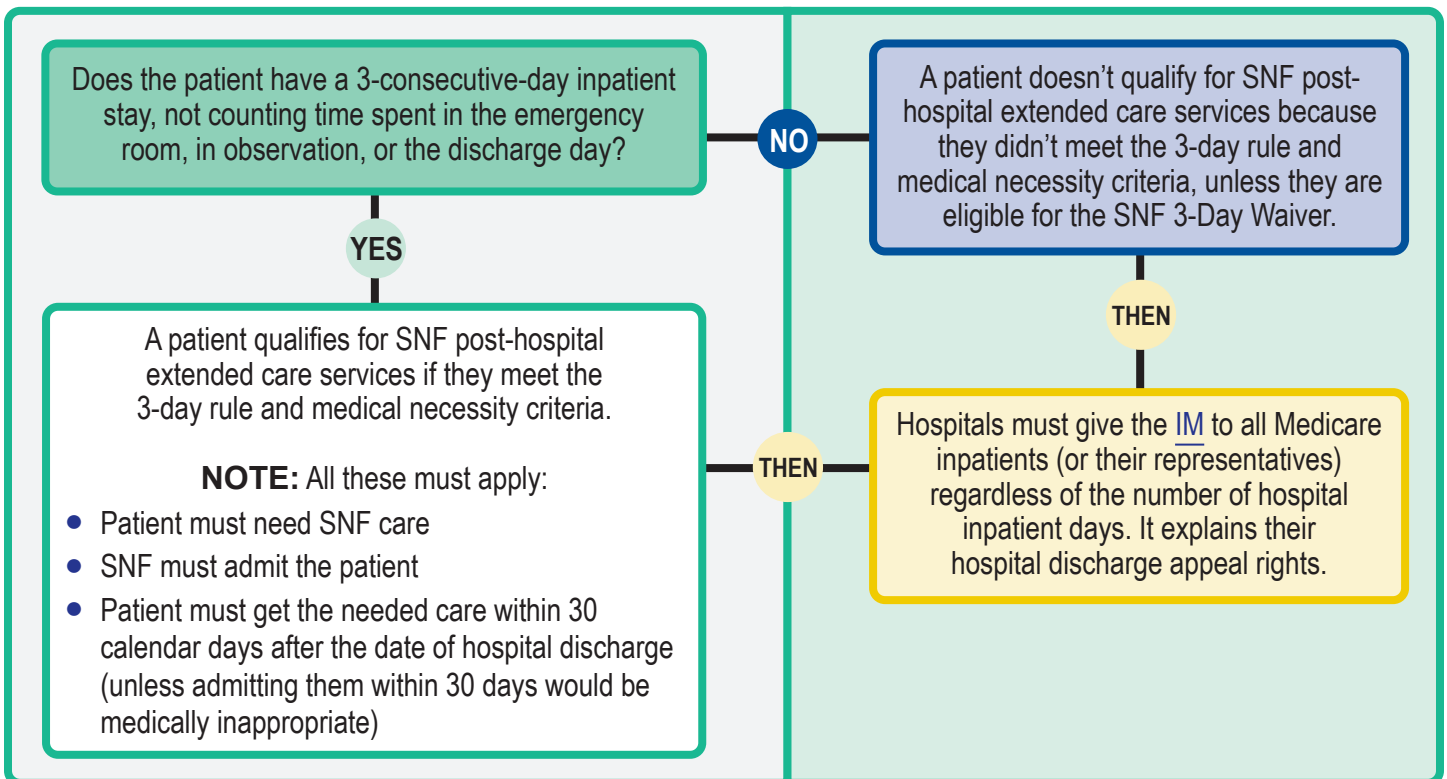 Does the patient have a 3-consecutive-day inpatient
stay, not counting time spent in the emergency
room, in observation, or the discharge day?
NO
A patient doesn’t qualify for SNF post-
hospital extended care services because
they didn’t meet the 3-day rule and
medical necessity criteria, unless they are
eligible for the SNF 3-Day Waiver.
YES
THEN
A patient qualifies for SNF post-hospital
extended care services if they meet the
3-day rule and medical necessity criteria.
NOTE: All these must apply:
• Patient must need SNF care
• SNF must admit the patient
• Patient must get the needed care within 30
calendar days after the date of hospital discharge
(unless admitting them within 30 days would be
medically inappropriate)
THEN
Hospitals must give the IM to all Medicare
inpatients (or their representatives)
regardless of the number of hospital
inpatient days. It explains their
hospital discharge appeal rights.